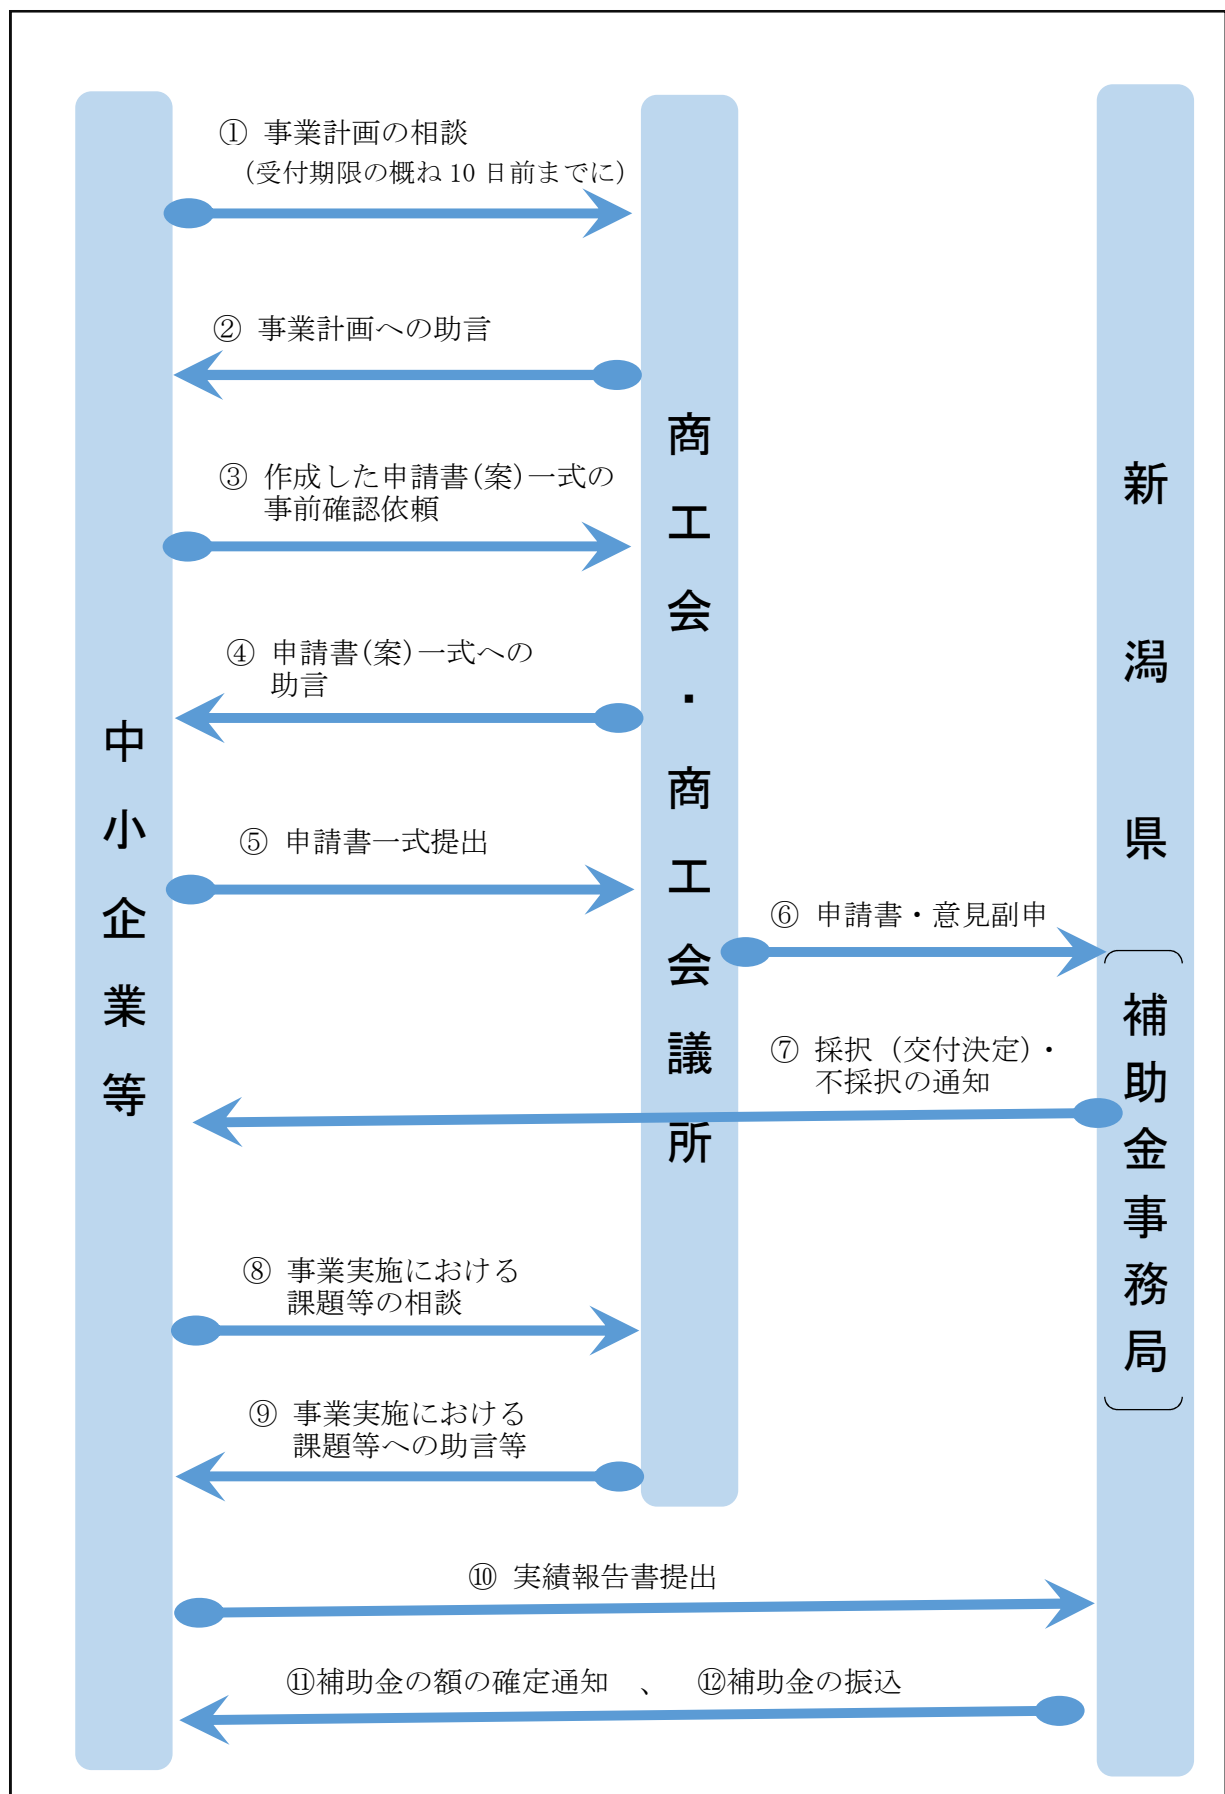 ① 事業計画の相談
（受付期限の概ね 10 日前までに）
② 事業計画への助言
③ 作成した申請書(案)一式の
事前確認依頼
④ 申請書(案)一式への
助言
⑤ 申請書一式提出
⑥ 申請書・意見副申
⑦ 採択（交付決定）・
不採択の通知
⑧ 事業実施における
課題等の相談
⑨ 事業実施における
課題等への助言等
⑩ 実績報告書提出
⑪補助金の額の確定通知　、　⑫補助金の振込
中小企業等
商工会・商工会議所
新潟県
補助金事務局